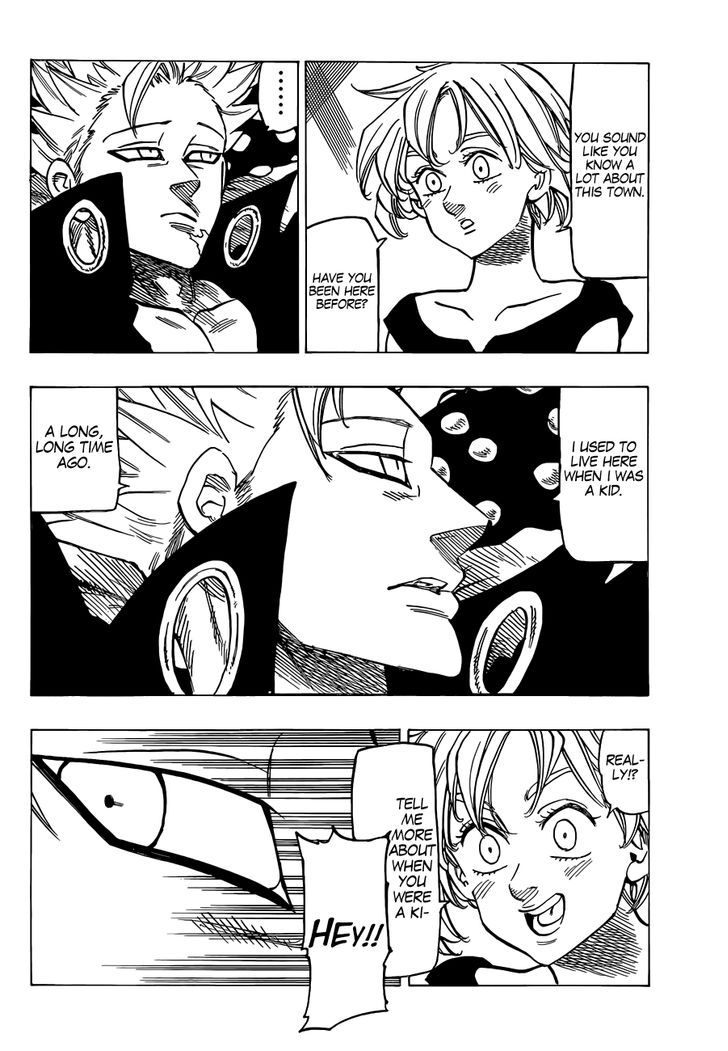 YOU SOUND
LIKE YOU
KNOW A
LOT ABOUT
THIS TOWN.
HAVE YOU
BEEN HERE
BEFORE?
......
I USED TO
LIVE HERE
WHEN I WAS
A KID.
A LONG,
LONG TIME
AGO.
REAL-
LY!?
TELL
ME
MORE
ABOUT
WHEN
YOU
WERE
A KI-
HEY!!